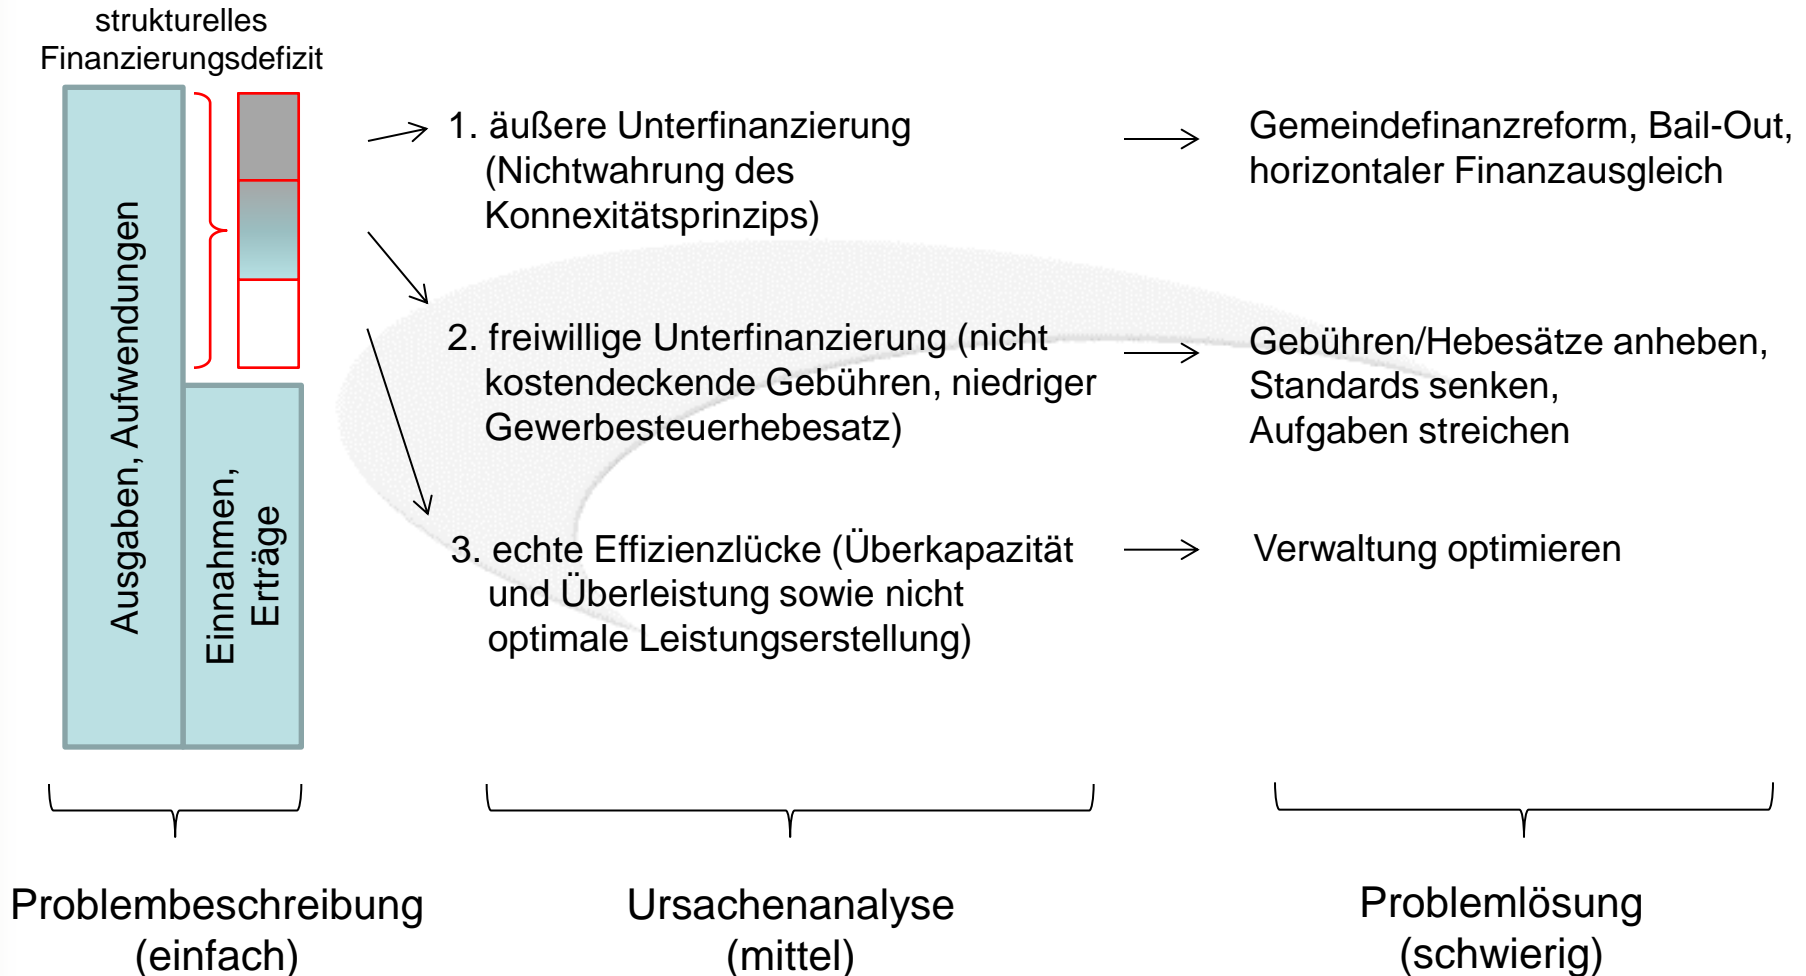 strukturelles
Finanzierungsdefizit
Ausgaben, Aufwendungen
Einnahmen,
Erträge
1. äußere Unterfinanzierung
(Nichtwahrung des
Konnexitätsprinzips)
Gemeindefinanzreform, Bail-Out,
horizontaler Finanzausgleich
2. freiwillige Unterfinanzierung (nicht
kostendeckende Gebühren, niedriger
Gewerbesteuerhebesatz)
Gebühren/Hebesätze anheben,
Standards senken,
Aufgaben streichen
3. echte Effizienzlücke (Überkapazität
und Überleistung sowie nicht
optimale Leistungserstellung)
Verwaltung optimieren
Problembeschreibung
(einfach)
Ursachenanalyse
(mittel)
Problemlösung
(schwierig)